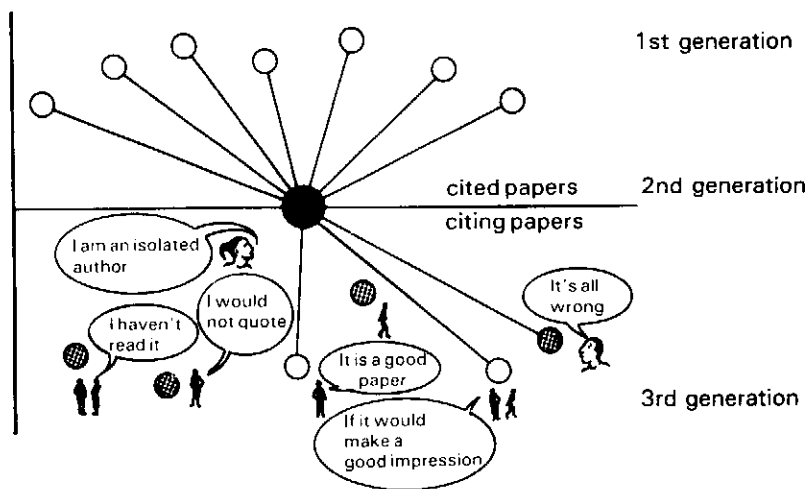 1st generation
cited papers
2nd generation
citing papers
I am an isolated
author
I would
not quote
I haven't
read it
It's all
wrong
It is a good
paper
If it would
make a
good impression
3rd generation